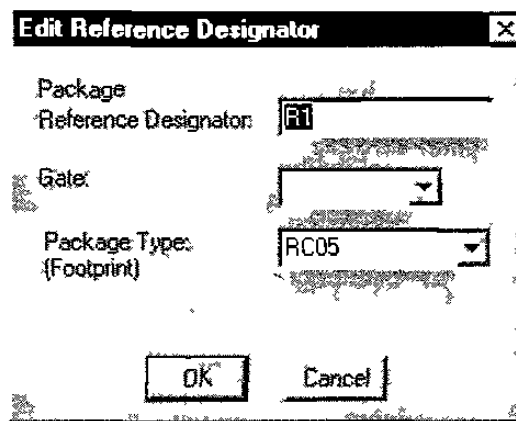 Edit Reference Designator
Package
Reference Designator: R1
Gate:
Package Type: RC05
(Footprint)
OK Cancel